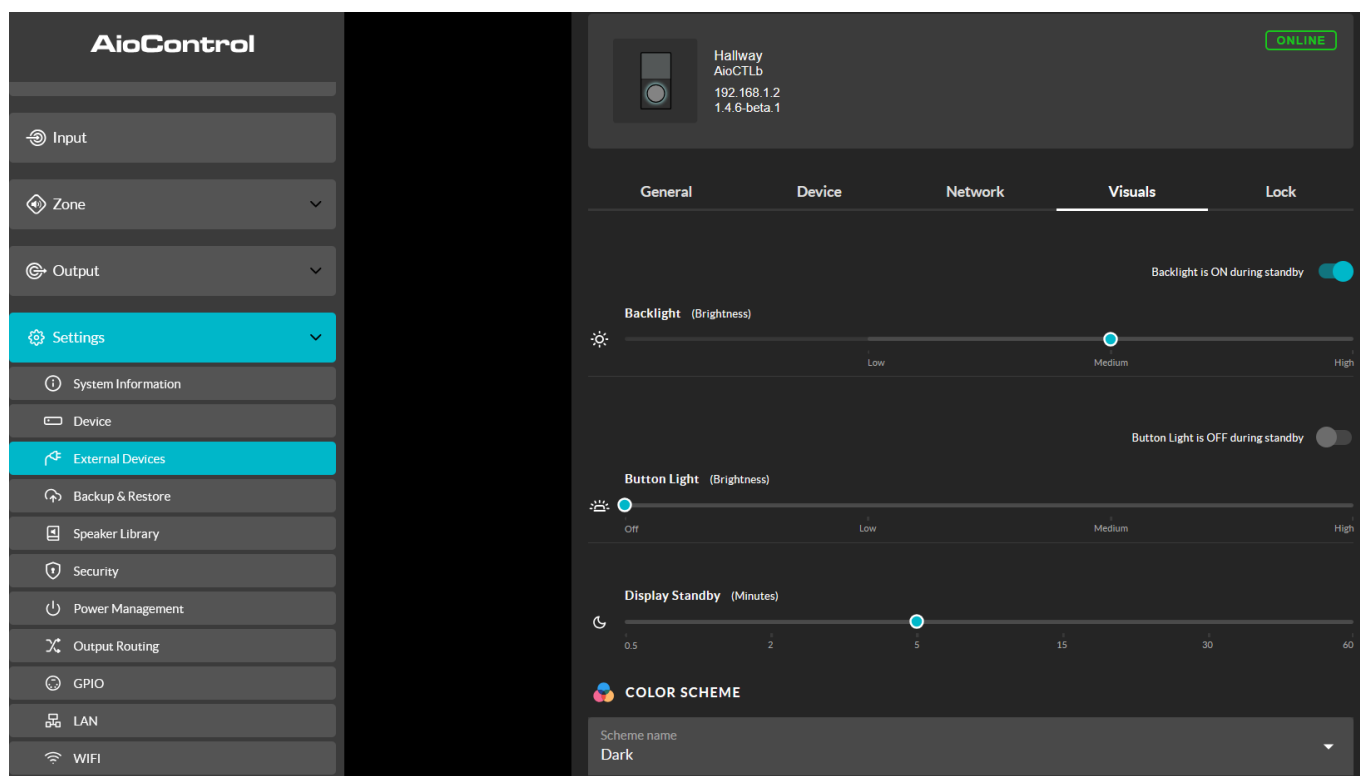 AioControl
Input
Zone
Output
Settings
System Information
Device
External Devices
Backup & Restore
Speaker Library
Security
Power Management
Output Routing
GPIO
LAN
WIFI
Hallway
AioCTLb
192.168.1.2
1.4.6-beta.1
ONLINE
General Device Network Visuals Lock
Backlight is ON during standby
Backlight (Brightness)
Low Medium High
Button Light is OFF during standby
Button Light (Brightness)
Off Low Medium High
Display Standby (Minutes)
0.5 2 5 15 30 60
COLOR SCHEME
Scheme name
Dark